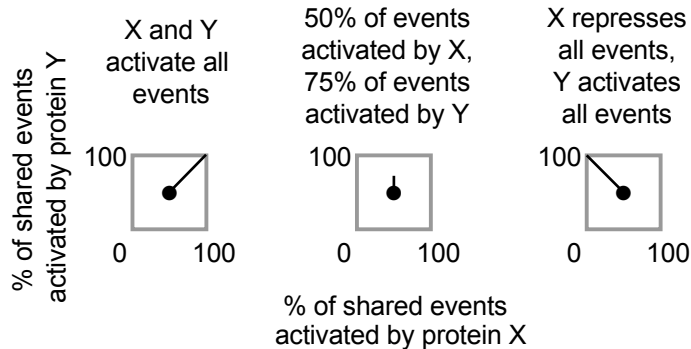 X and Y
activate all
events
50% of events
activated by X,
75% of events
activated by Y
X represses
all events,
Y activates
all events
% of shared events
activated by protein Y
100
0
100
100
0
100
100
0
100
% of shared events
activated by protein X